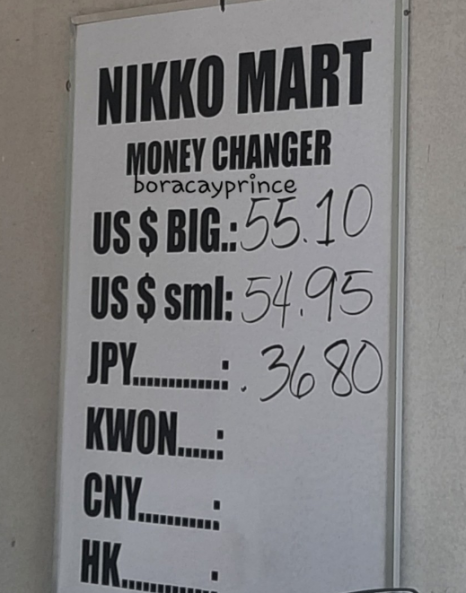 NIKKO MART
MONEY CHANGER
boracayprince
US $ BIG.: 55.10
US $ sml: 54.95
JPY............: .3680
KWON.....:
CNY.........:
HK............: